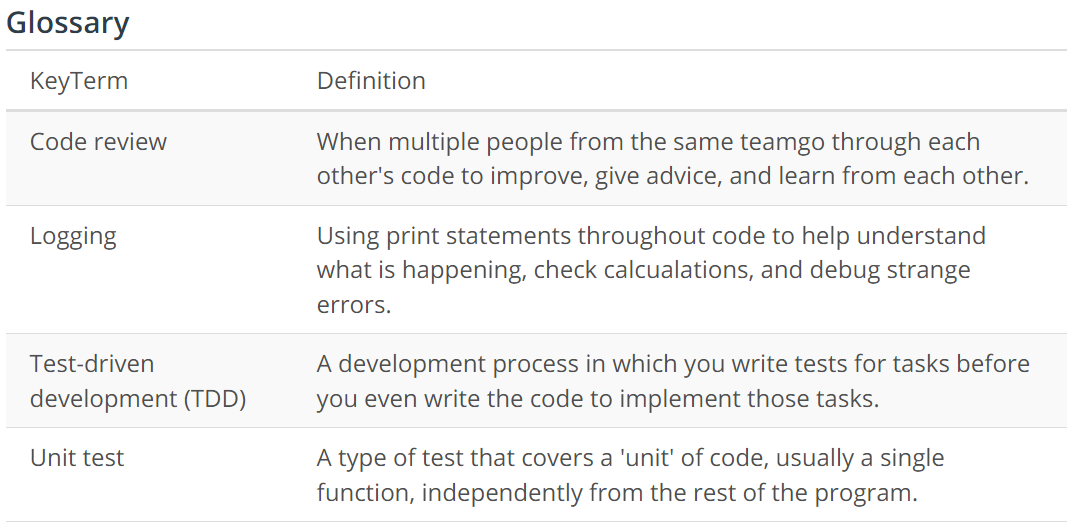 Glossary
KeyTerm Definition
Code review When multiple people from the same teamgo through each
other's code to improve, give advice, and learn from each other.
Logging Using print statements throughout code to help understand
what is happening, check calcualations, and debug strange
errors.
Test-driven A development process in which you write tests for tasks before
development (TDD) you even write the code to implement those tasks.
Unit test A type of test that covers a 'unit' of code, usually a single
function, independently from the rest of the program.